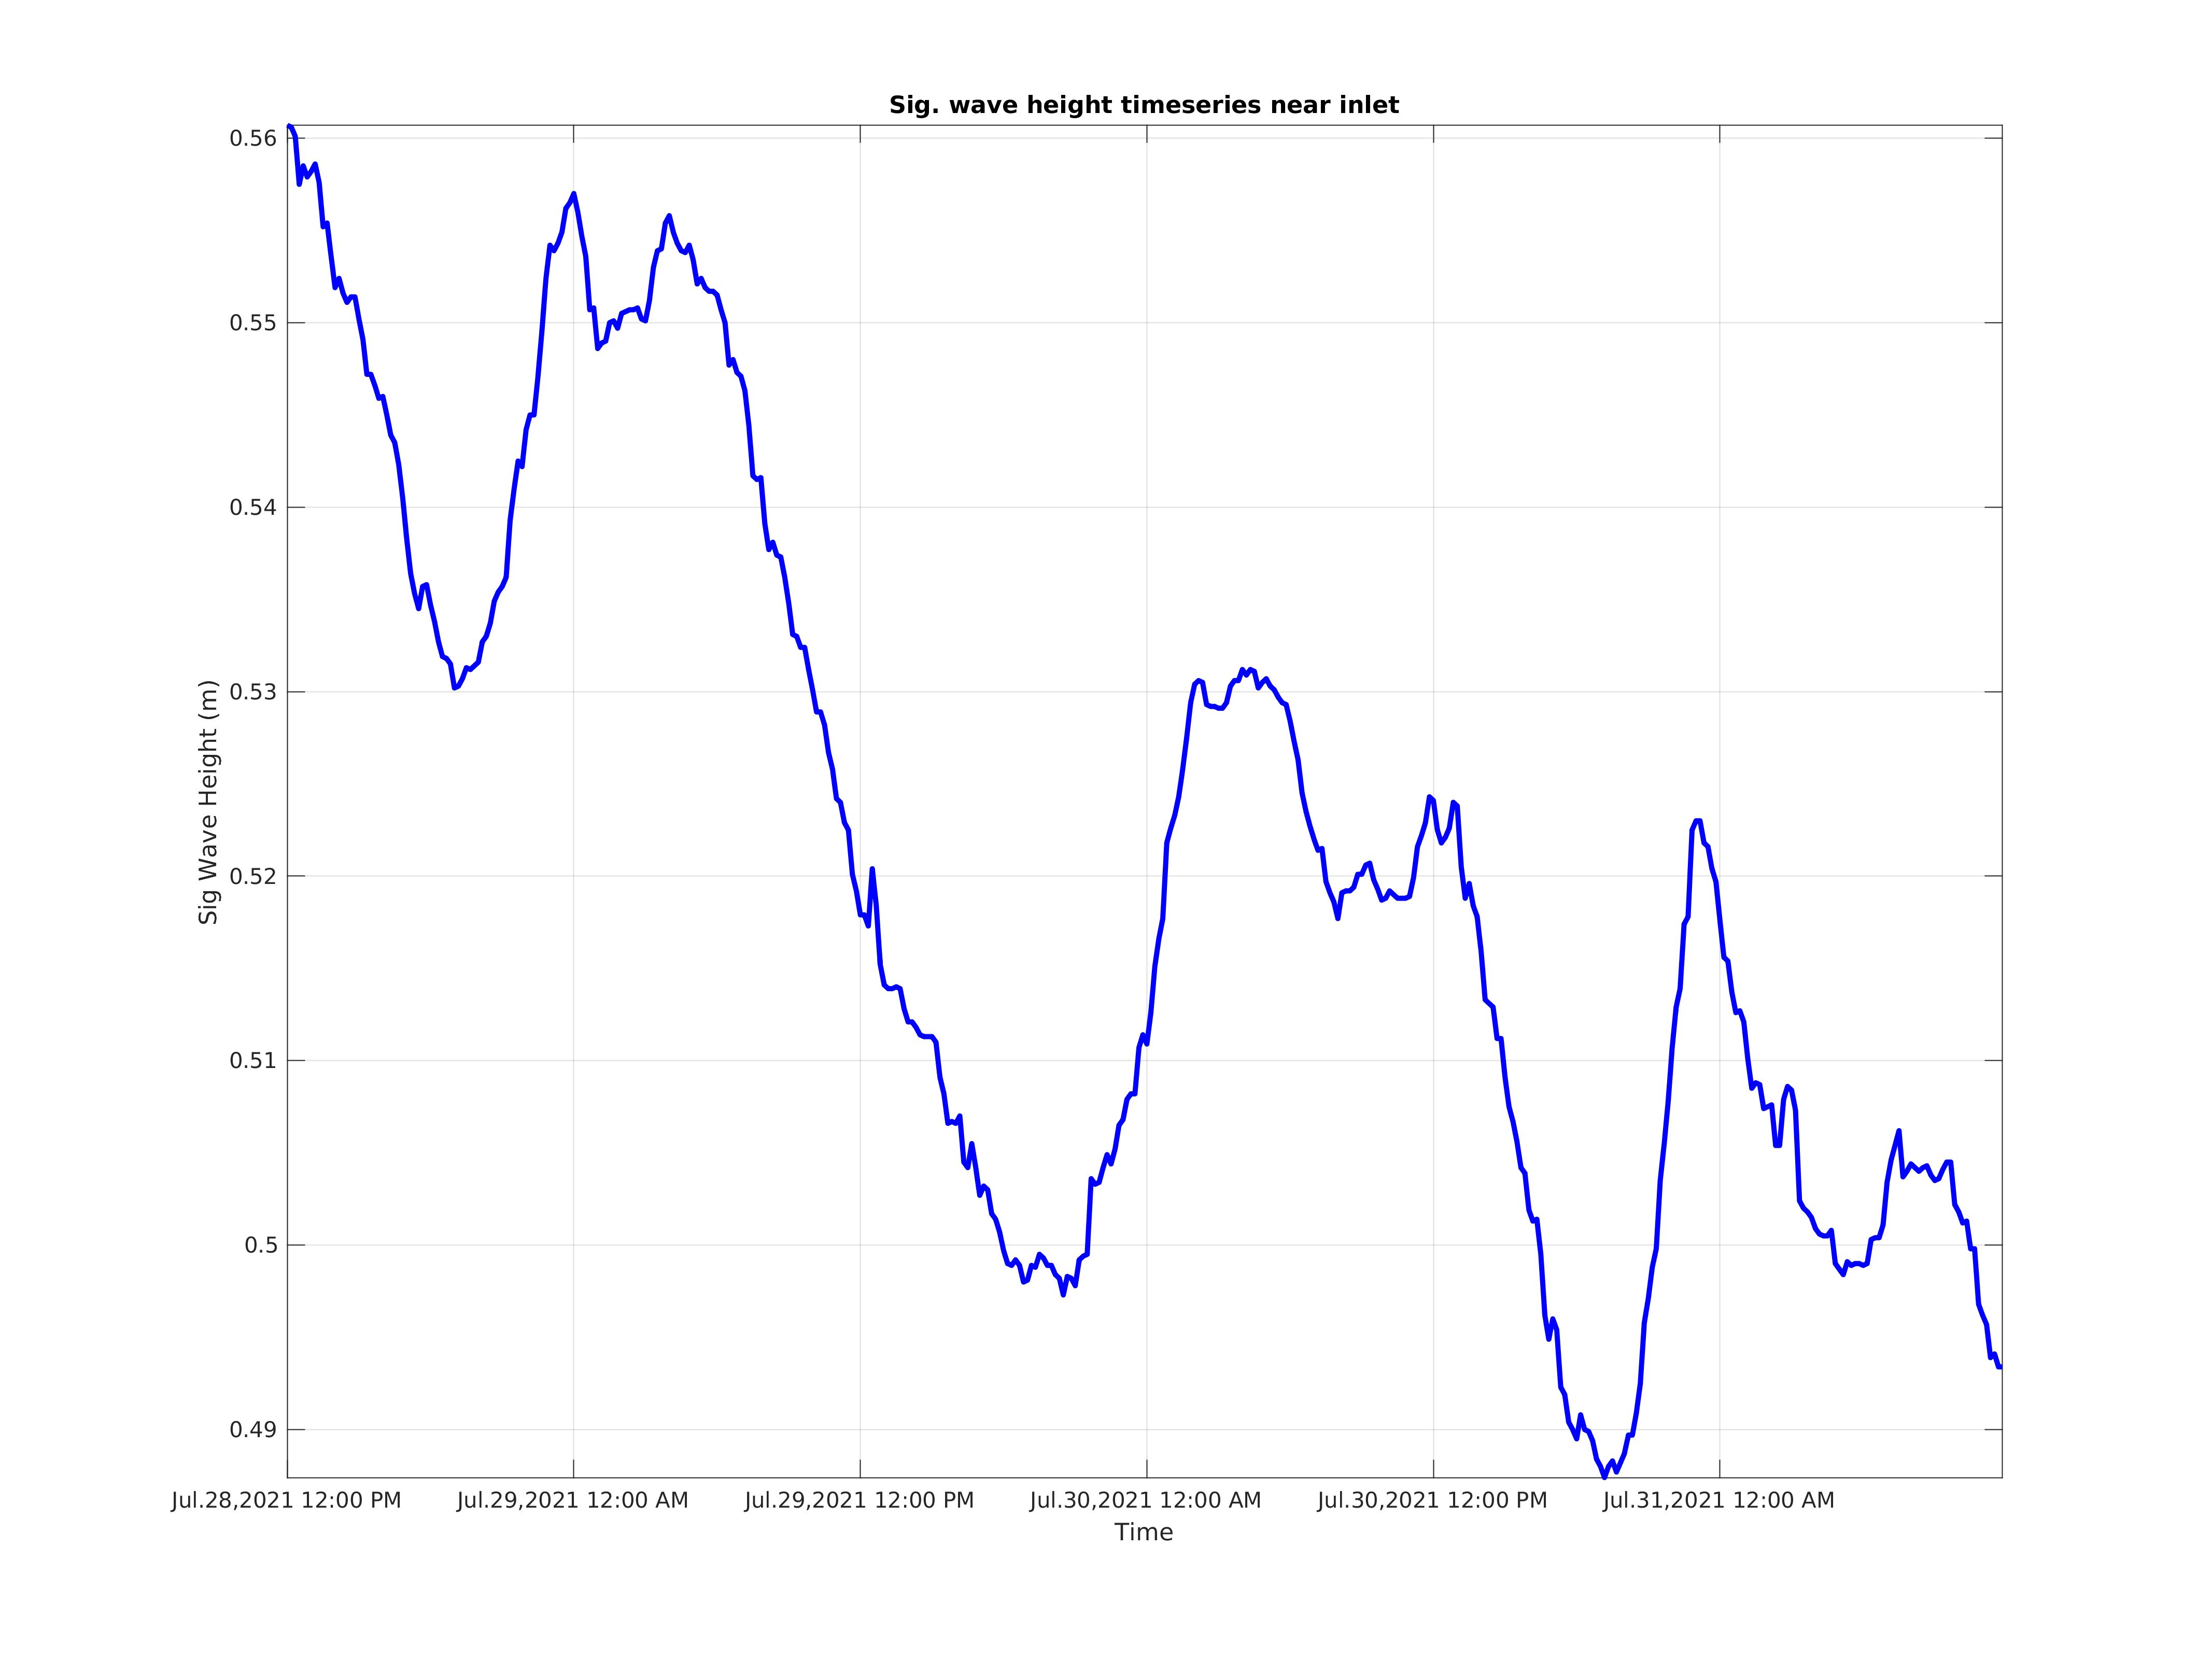 Sig. wave height timeseries near inlet
0.56
0.55
0.54
0.53
0.52
0.51
0.5
0.49
Sig Wave Height (m)
Jul.28,2021 12:00 PM
Jul.29,2021 12:00 AM
Jul.29,2021 12:00 PM
Jul.30,2021 12:00 AM
Jul.30,2021 12:00 PM
Jul.31,2021 12:00 AM
Time